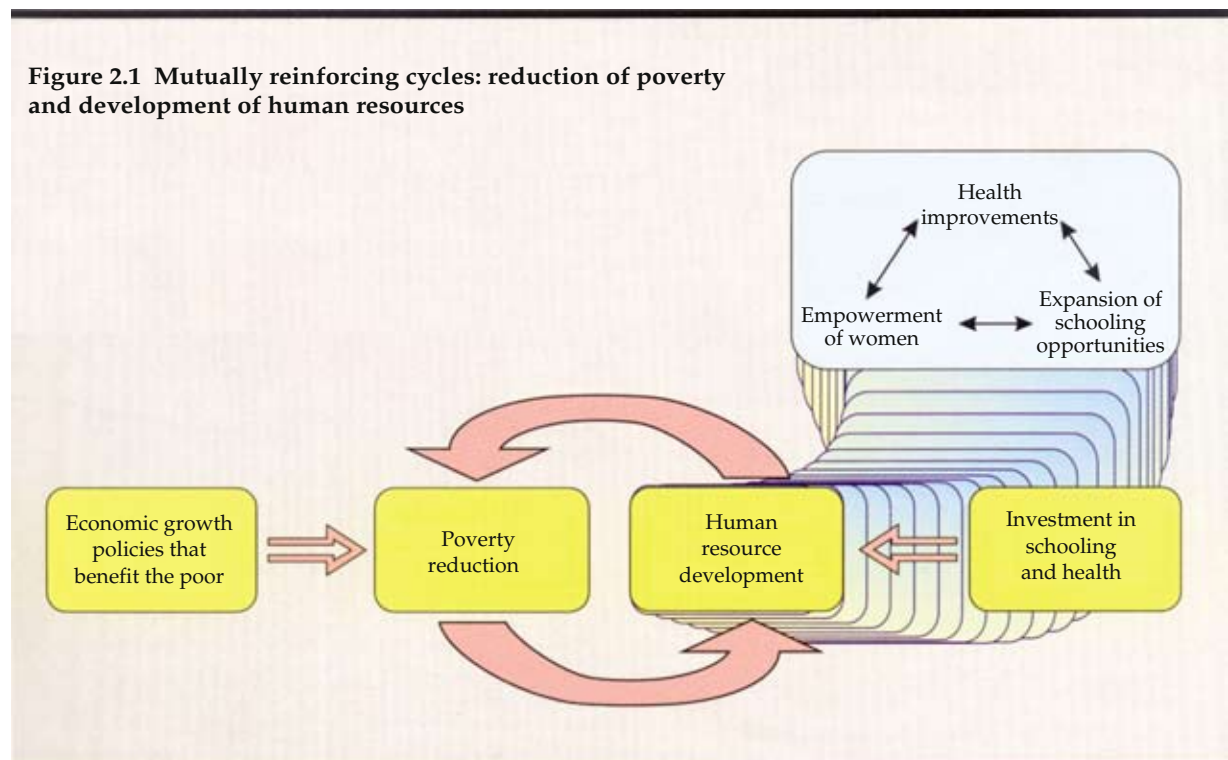 Figure 2.1 Mutually reinforcing cycles: reduction of poverty
and development of human resources
Health
improvements
Empowerment
of women
Expansion of
schooling
opportunities
Economic growth
policies that
benefit the poor
Poverty
reduction
Human
resource
development
Investment in
schooling
and health